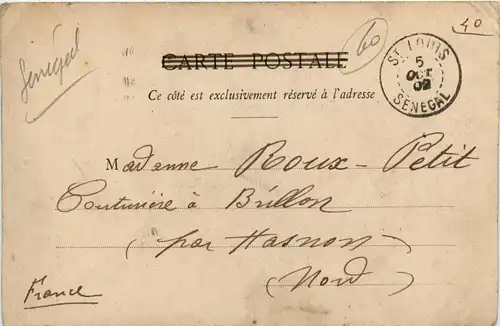 Sénégal
60
40
CARTE POSTALE
ST LOUIS
5
OCT
02
SENEGAL
Ce côté est exclusivement réservé à l'adresse
Madame Roux-Petit
Couturière à Brillon
(par Hasnon)
(Nord)
France